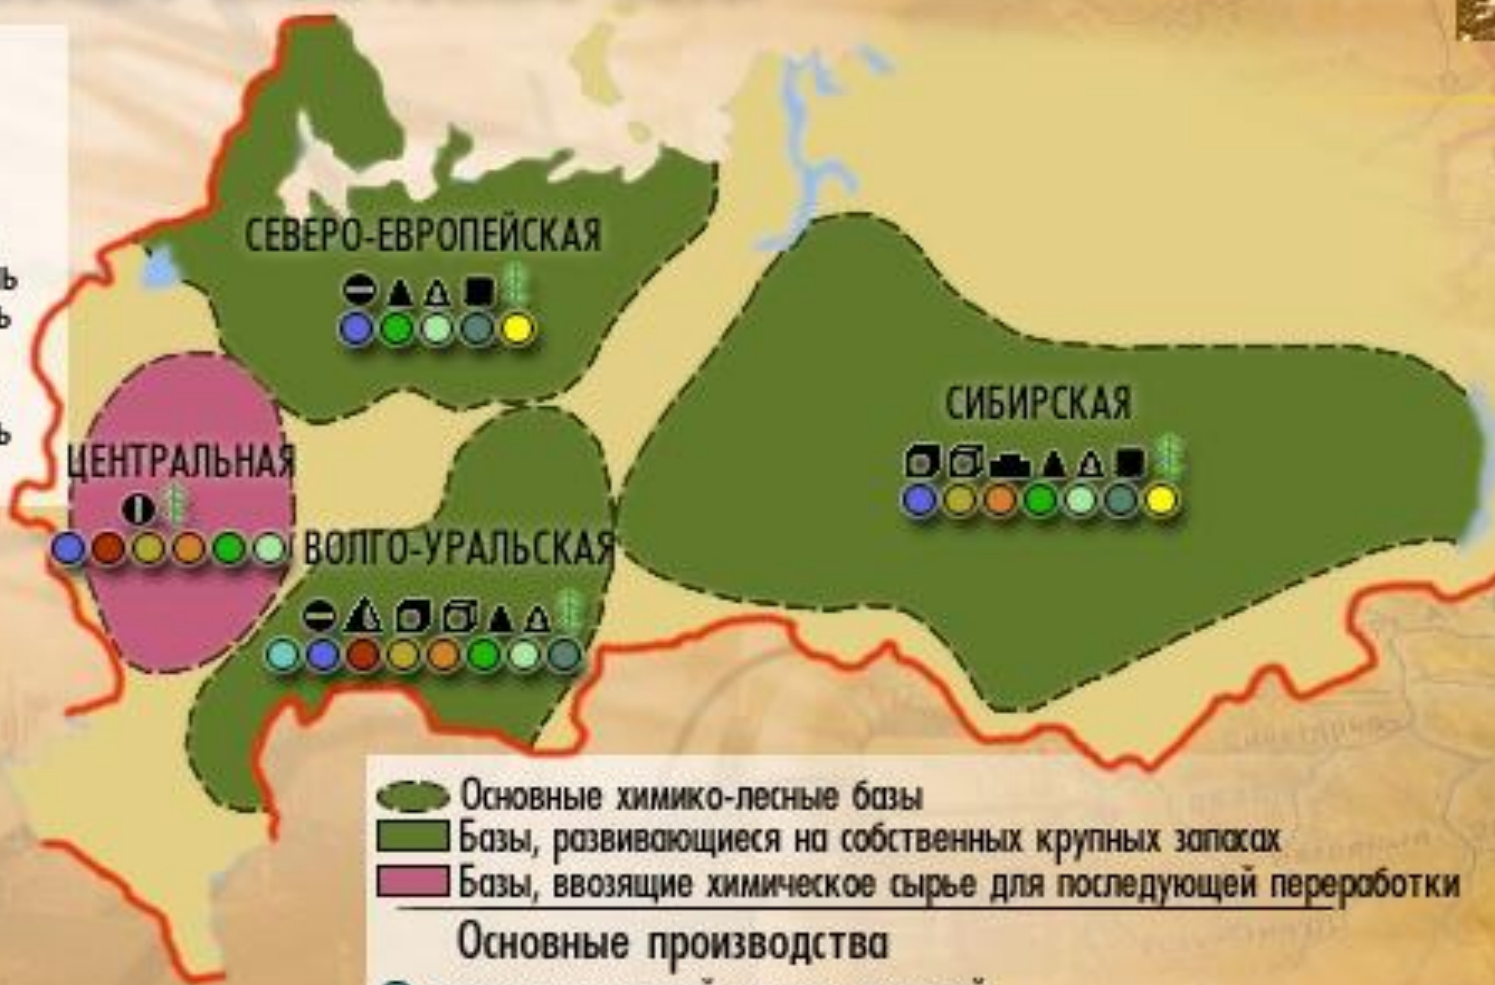 СЕВЕРО-ЕВРОПЕЙСКАЯ
СИБИРСКАЯ
ЦЕНТРАЛЬНАЯ
ВОЛГО-УРАЛЬСКАЯ
Основные химико-лесные базы
Базы, развивающиеся на собственных крупных запасах
Базы, ввозящие химическое сырье для последующей переработки
Основные производства